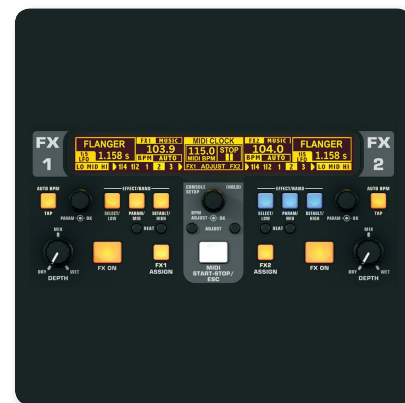 FX 1
FLANGER
1.158 s
LO MID HI
1/4 1/2 1 2 3
FX1 MUSIC
103.9
BPM AUTO
MIDI CLOCK
115.0 STOP
MIDI BPM
FX1 ADJUST FX2
FX2 MUSIC
104.0
BPM AUTO
1/4 1/2 1 2 3
FLANGER
1.158 s
LO MID HI
FX 2
AUTO BPM
TAP
PARAM OK
EFFECT/BAND
SELECT/LOW
PARAM/MID
DEFAULT/HIGH
BEAT
CONSOLE SETUP
(HOLD)
BPM ADJUST OK
ADJUST
EFFECT/BAND
SELECT/LOW
PARAM/MID
DEFAULT/HIGH
BEAT
PARAM OK
AUTO BPM
TAP
MIX
DRY WET
DEPTH
FX ON
FX1 ASSIGN
MIDI
START-STOP/
ESC
FX2 ASSIGN
FX ON
MIX
DRY WET
DEPTH